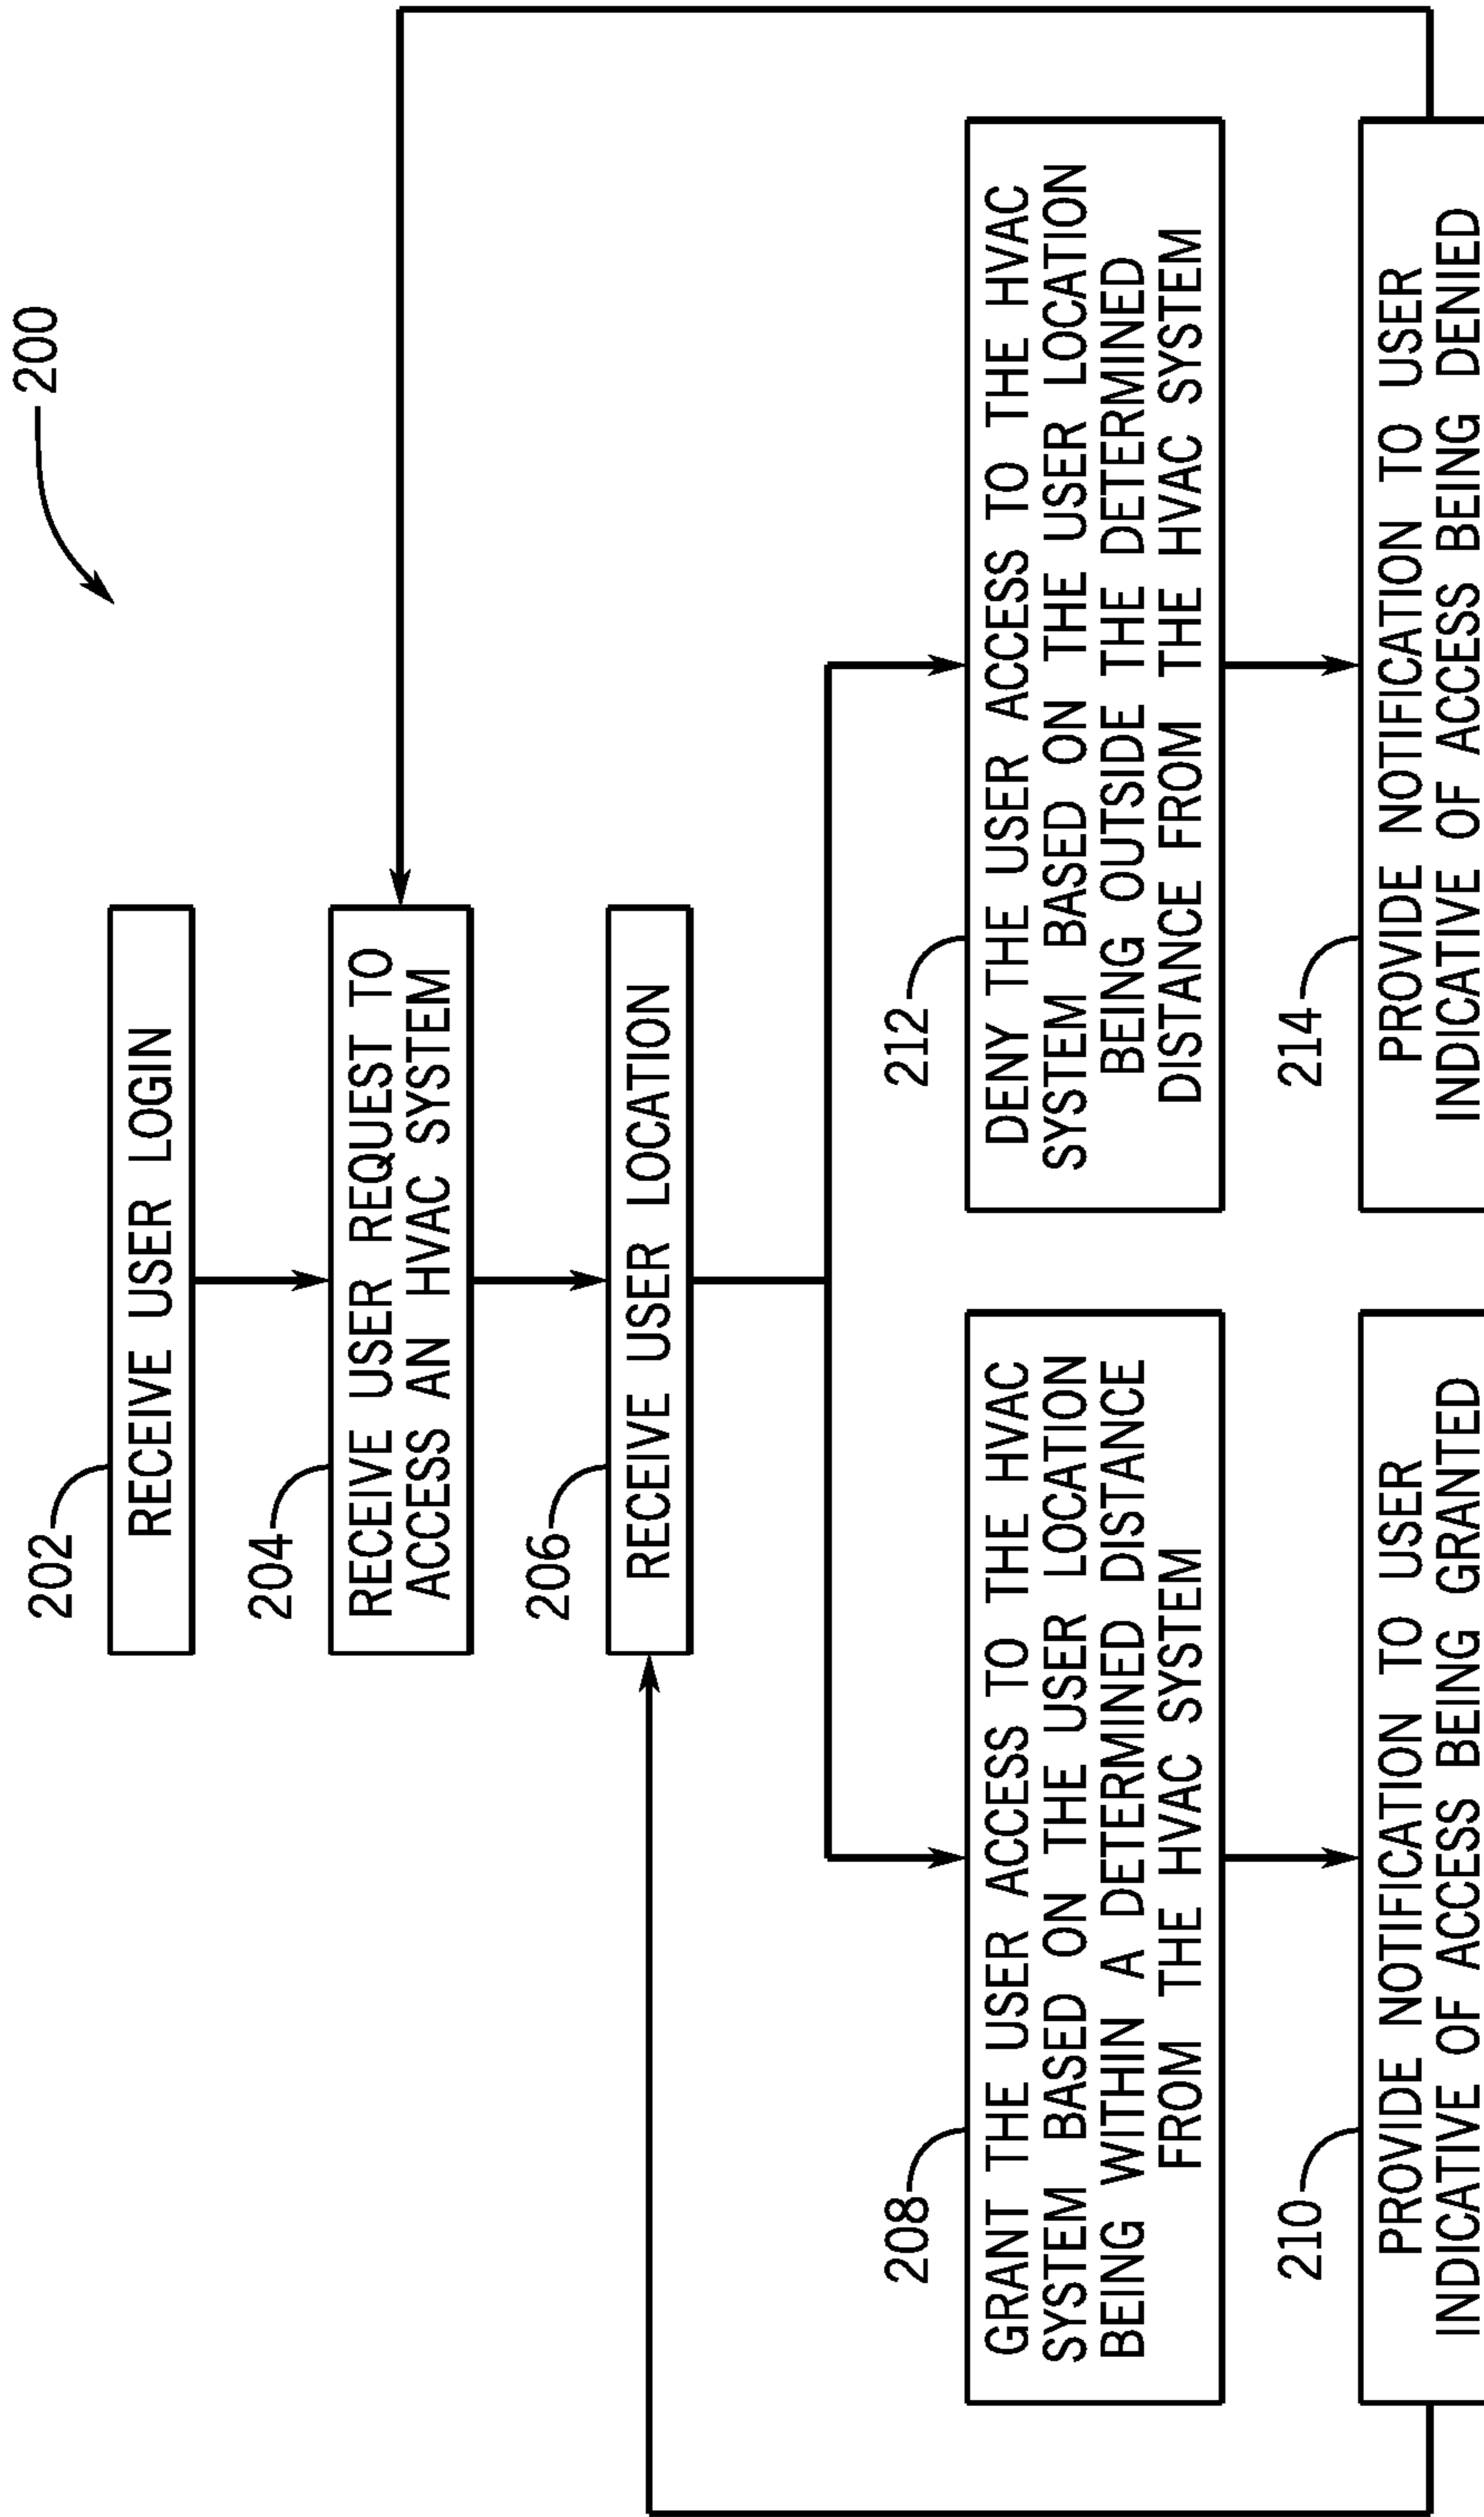 200
202
RECEIVE USER LOGIN
204
RECEIVE USER REQUEST TO
ACCESS AN HVAC SYSTEM
206
RECEIVE USER LOCATION
208
GRANT THE USER ACCESS TO THE HVAC
SYSTEM BASED ON THE USER LOCATION
BEING WITHIN A DETERMINED DISTANCE
FROM THE HVAC SYSTEM
212
DENY THE USER ACCESS TO THE HVAC
SYSTEM BASED ON THE USER LOCATION
BEING OUTSIDE THE DETERMINED
DISTANCE FROM THE HVAC SYSTEM
210
PROVIDE NOTIFICATION TO USER
INDICATIVE OF ACCESS BEING GRANTED
214
PROVIDE NOTIFICATION TO USER
INDICATIVE OF ACCESS BEING DENIED